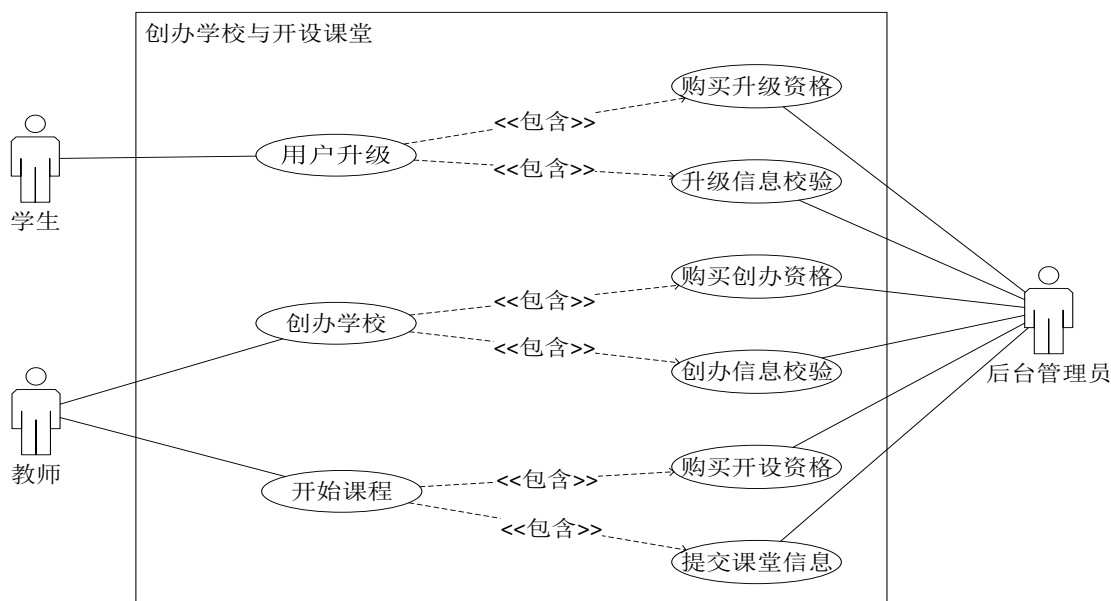 创办学校与开设课堂
购买升级资格
<<包含>>
用户升级
<<包含>>
升级信息校验
学生
购买创办资格
<<包含>>
创办学校
<<包含>>
创办信息校验
后台管理员
教师
购买开设资格
<<包含>>
开始课程
<<包含>>
提交课堂信息